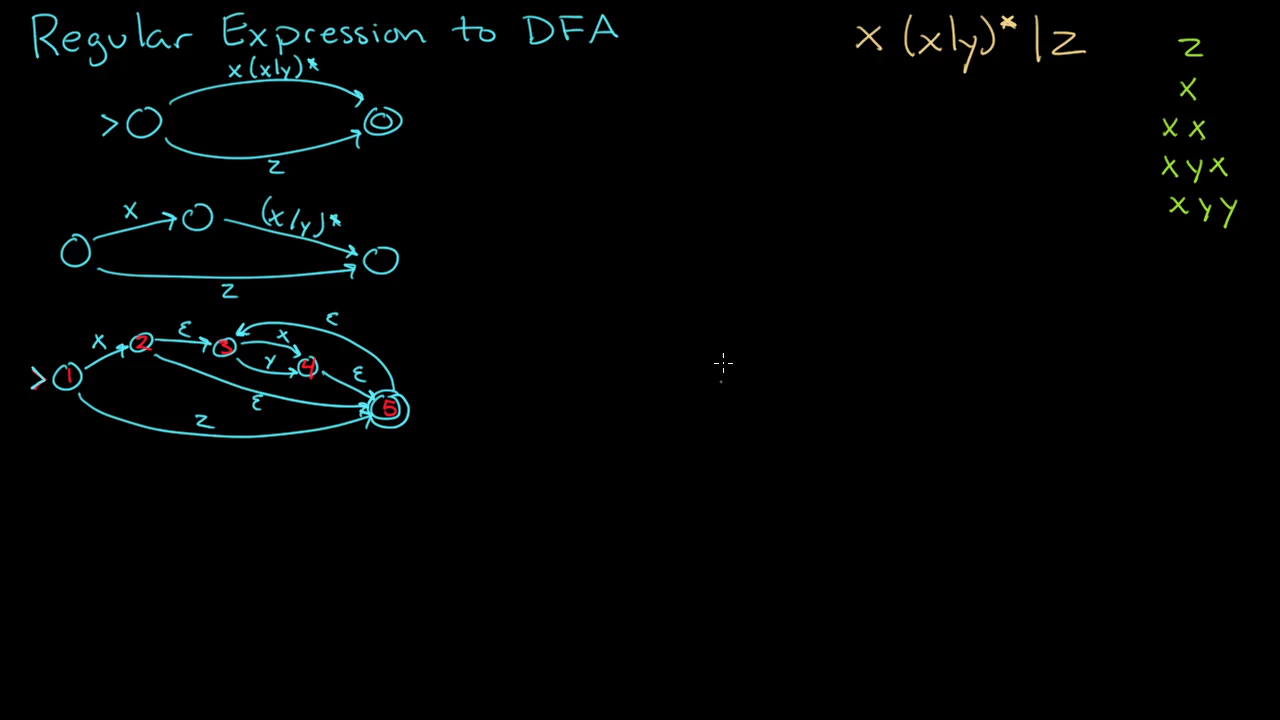 Regular Expression to DFA
x (x|y)* | z
z
x
xx
xyx
xyy
x(x|y)*
>
z
x
(x/y)*
z
ε
x ε x
2 3
y 4 ε
> 1
ε 5
z